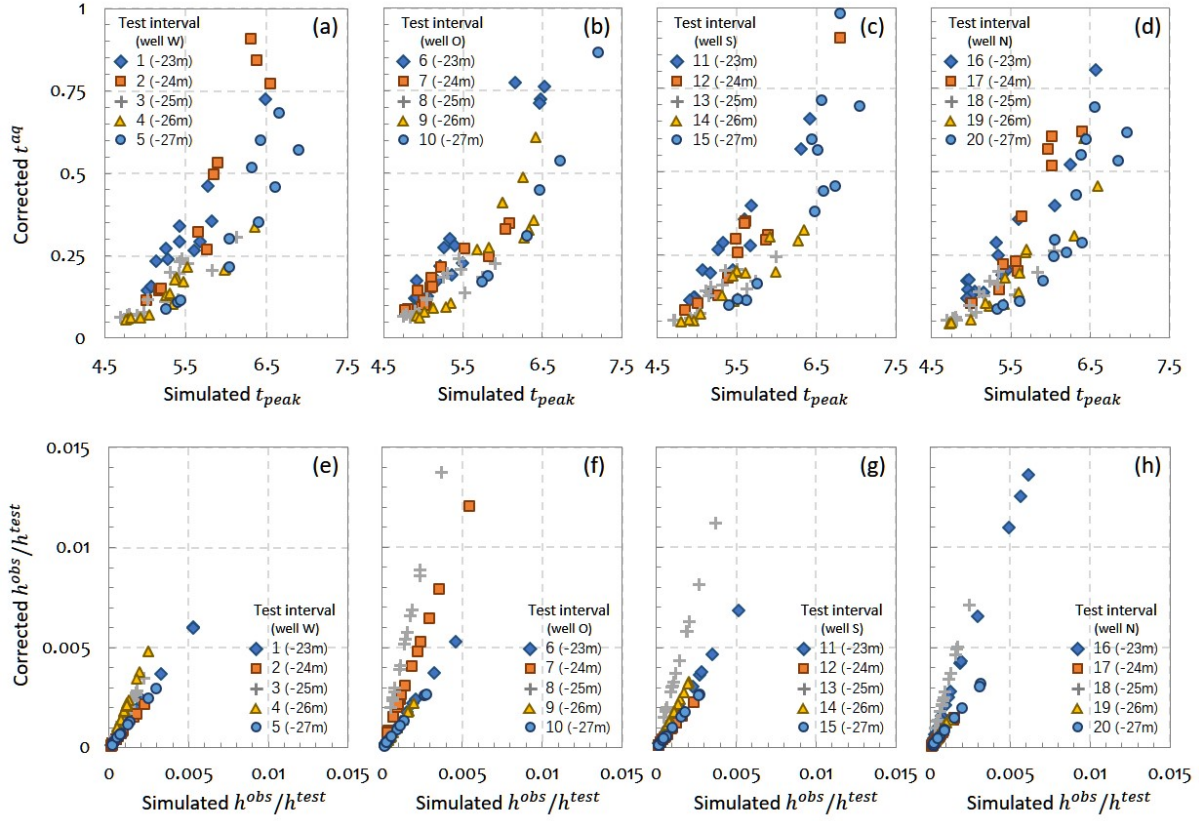 Corrected t^aq
1
0.75
0.5
0.25
0
Test interval
(well W)
1 (-23m)
2 (-24m)
3 (-25m)
4 (-26m)
5 (-27m)
(a)
4.5 5.5 6.5 7.5
Simulated t_peak
Test interval
(well O)
6 (-23m)
7 (-24m)
8 (-25m)
9 (-26m)
10 (-27m)
(b)
4.5 5.5 6.5 7.5
Simulated t_peak
Test interval
(well S)
11 (-23m)
12 (-24m)
13 (-25m)
14 (-26m)
15 (-27m)
(c)
4.5 5.5 6.5 7.5
Simulated t_peak
Test interval
(well N)
16 (-23m)
17 (-24m)
18 (-25m)
19 (-26m)
20 (-27m)
(d)
4.5 5.5 6.5 7.5
Simulated t_peak
Corrected h^obs/h^test
0.015
0.01
0.005
0
(e)
Test interval
(well W)
1 (-23m)
2 (-24m)
3 (-25m)
4 (-26m)
5 (-27m)
0 0.005 0.01 0.015
Simulated h^obs/h^test
(f)
Test interval
(well O)
6 (-23m)
7 (-24m)
8 (-25m)
9 (-26m)
10 (-27m)
0 0.005 0.01 0.015
Simulated h^obs/h^test
(g)
Test interval
(well S)
11 (-23m)
12 (-24m)
13 (-25m)
14 (-26m)
15 (-27m)
0 0.005 0.01 0.015
Simulated h^obs/h^test
(h)
Test interval
(well N)
16 (-23m)
17 (-24m)
18 (-25m)
19 (-26m)
20 (-27m)
0 0.005 0.01 0.015
Simulated h^obs/h^test